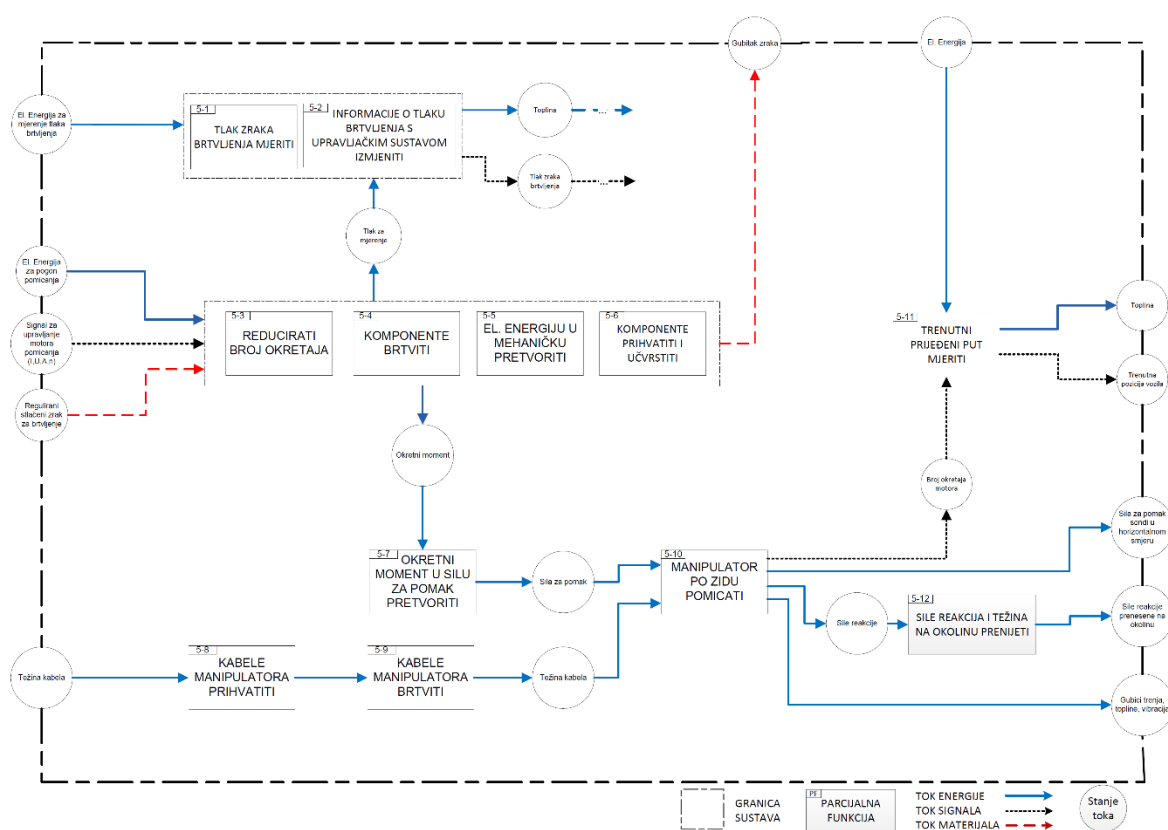 Gubitak zraka
El. Energija
El. Energija za
mjerenje tlaka
brtvljenja
5-1
TLAK ZRAKA
BRTVLJENJA MJERITI
5-2
INFORMACIJE O TLAKU
BRTVLJENJA S
UPRAVLJAČKIM SUSTAVOM
IZMJENITI
Toplina
...
Tlak zraka
brtvljenja
...
Tlak za
mjerenje
El. Energija
za pogon
pomicanja
Signal za
upravljanje
motora
pomicanja
(I,U,A,n)
Regulirani
stlačeni zrak
za brtvljenje
5-3
REDUCIRATI
BROJ OKRETAJA
5-4
KOMPONENTE
BRTVITI
5-5
EL. ENERGIJU U
MEHANIČKU
PRETVORITI
5-6
KOMPONENTE
PRIHVATITI I
UČVRSTITI
5-11
TRENUTNI
PRIJEĐENI PUT
MJERITI
Toplina
Trenutna
pozicija vozila
Okretni moment
Broj okretaja
motora
5-7
OKRETNI
MOMENT U SILU
ZA POMAK
PRETVORITI
Sila za pomak
5-10
MANIPULATOR
PO ZIDU
POMICATI
Sila za pomak
sondi u
horizontalnom
smjeru
Sile reakcije
5-12
SILE REAKCIJA I TEŽINA
NA OKOLINU PRENIJETI
Sile reakcije
prenesene na
okolinu
Težina kabela
5-8
KABELE
MANIPULATORA
PRIHVATITI
5-9
KABELE
MANIPULATORA
BRTVITI
Težina kabela
Gubici trenja,
topline, vibracija
GRANICA
SUSTAVA
PF
PARCIJALNA
FUNKCIJA
TOK ENERGIJE
TOK SIGNALA
TOK MATERIJALA
Stanje
toka